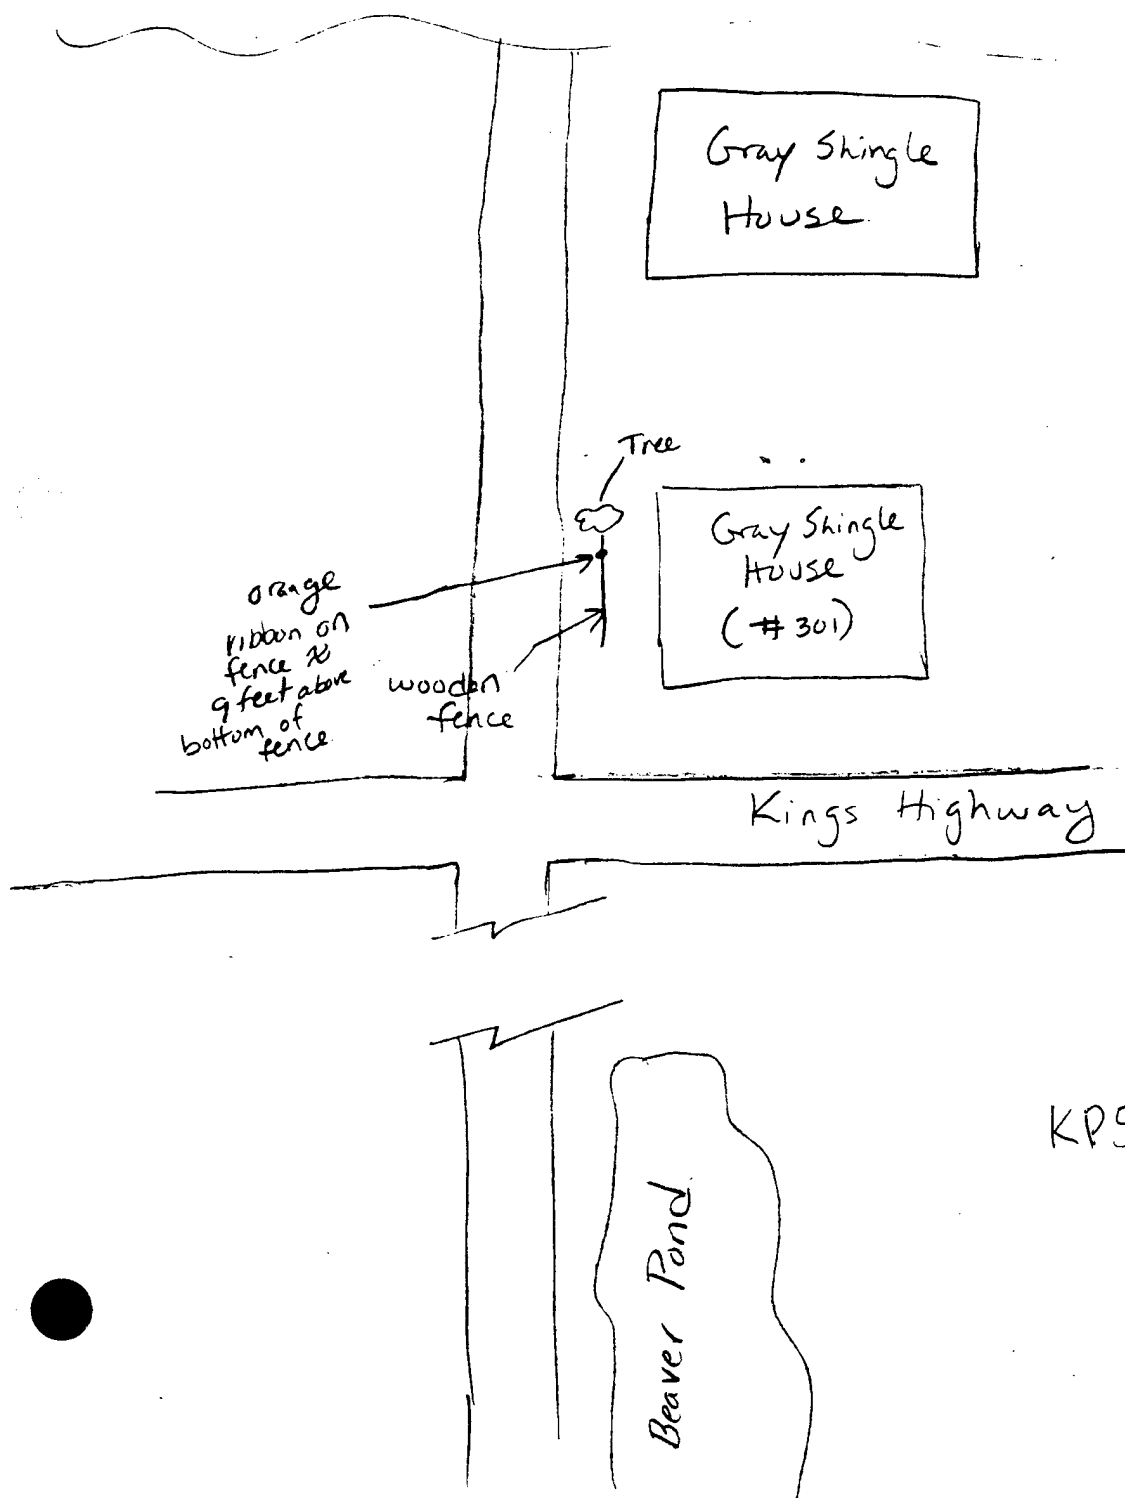 Gray Shingle
House
Tree
Gray Shingle
House
(#301)
orange
ribbon on
fence ≈
9 feet above
bottom of
fence
wooden
fence
Kings Highway
KPS
Beaver Pond